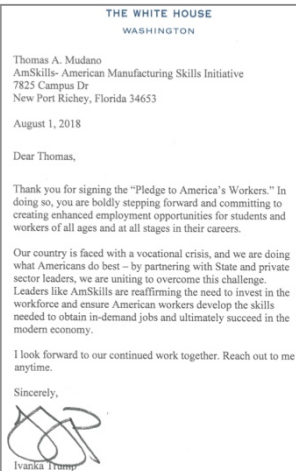 THE WHITE HOUSE
WASHINGTON
Thomas A. Mudano
AmSkills- American Manufacturing Skills Initiative
7825 Campus Dr
New Port Richey, Florida 34653
August 1, 2018
Dear Thomas,
Thank you for signing the “Pledge to America’s Workers.” In
doing so, you are boldly stepping forward and committing to
creating enhanced employment opportunities for students and
workers of all ages and at all stages in their careers.
Our country is faced with a vocational crisis, and we are doing
what Americans do best – by partnering with State and private
sector leaders, we are uniting to overcome this challenge.
Leaders like AmSkills are reaffirming the need to invest in the
workforce and ensure American workers develop the skills
needed to obtain in-demand jobs and ultimately succeed in the
modern economy.
I look forward to our continued work together. Reach out to me
anytime.
Sincerely,
Ivanka Trump